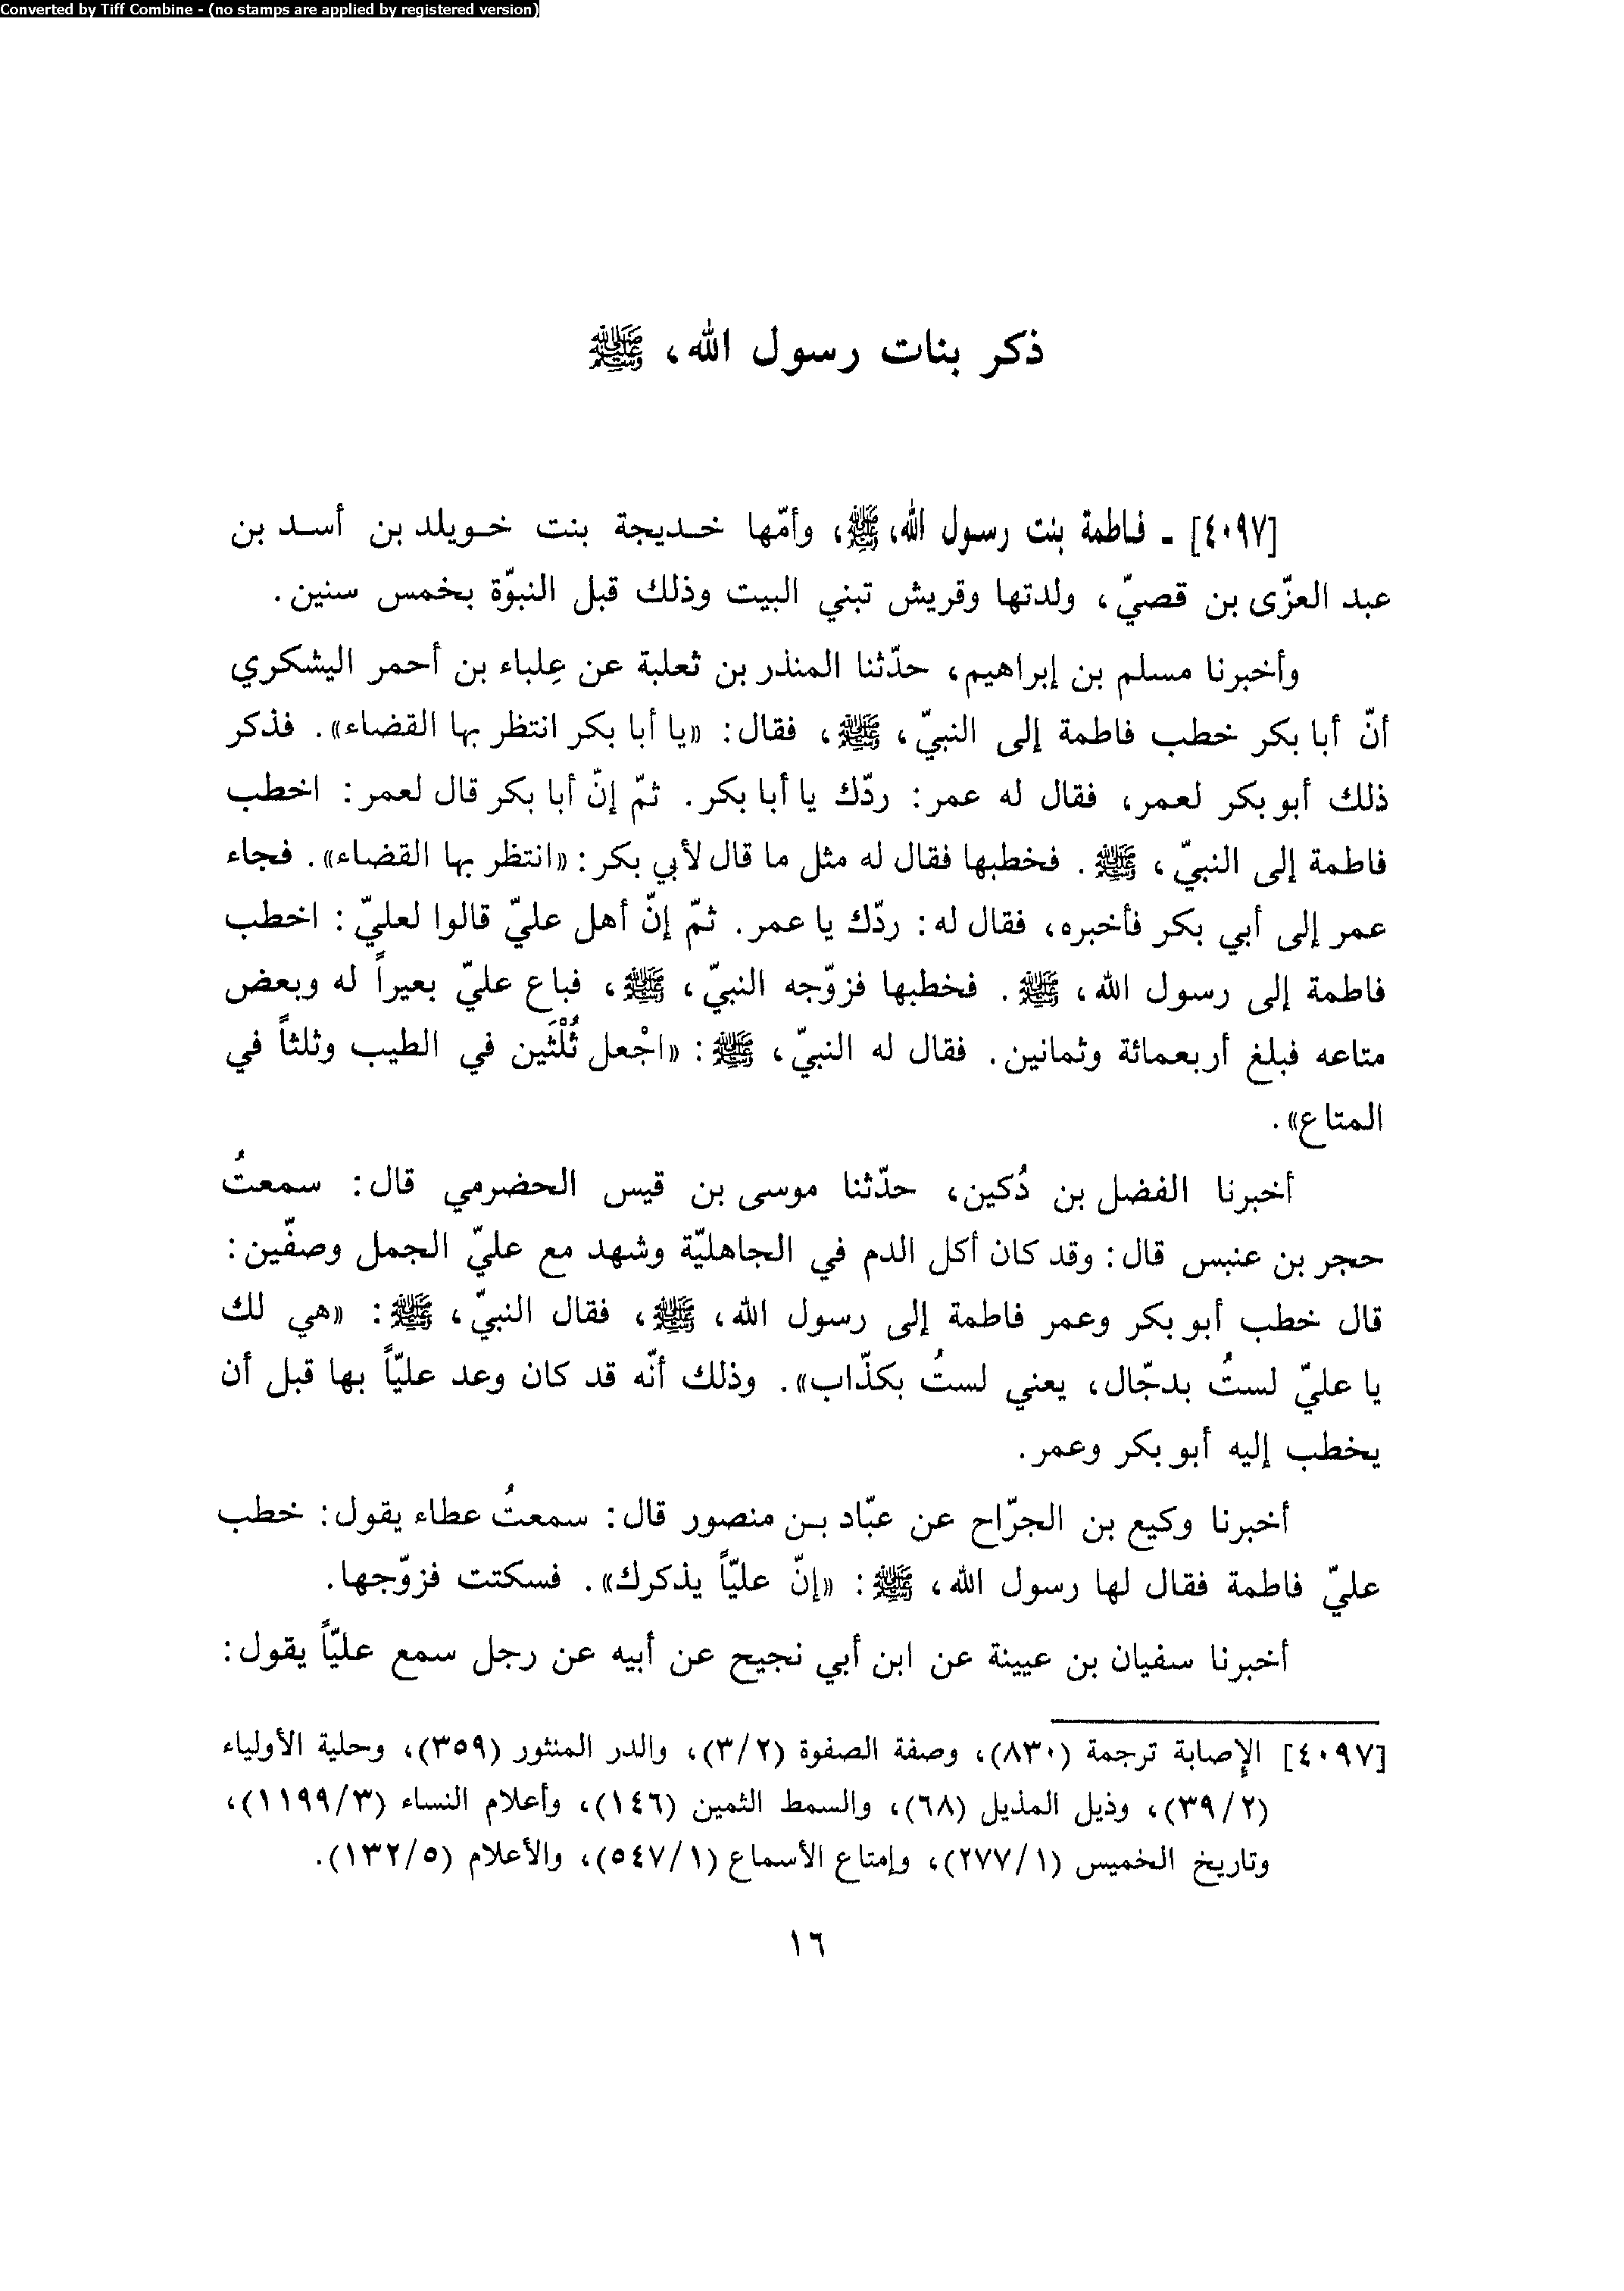 Converted by Tiff Combine - (no stamps are applied by registered version)
ذكر بنات رسول الله، ﷺ
[٤٠٩٧] ـ فاطمة بنت رسول الله، ﷺ، وأمّها خديجة بنت خويلد بن أسد بن
عبد العزّى بن قصيّ، ولدتها وقريش تبني البيت وذلك قبل النبوّة بخمس سنين.
وأخبرنا مسلم بن إبراهيم، حدّثنا المنذر بن ثعلبة عن عِلباء بن أحمر اليشكري
أنّ أبا بكر خطب فاطمة إلى النبيّ، ﷺ، فقال: «يا أبا بكر انتظر بها القضاء». فذكر
ذلك أبو بكر لعمر، فقال له عمر: ردّك يا أبا بكر. ثمّ إنّ أبا بكر قال لعمر: اخطب
فاطمة إلى النبيّ، ﷺ. فخطبها فقال له مثل ما قال لأبي بكر: «انتظر بها القضاء». فجاء
عمر إلى أبي بكر فأخبره، فقال له: ردّك يا عمر. ثمّ إنّ أهل عليّ قالوا لعليّ: اخطب
فاطمة إلى رسول الله، ﷺ. فخطبها فزوّجه النبيّ، ﷺ، فباع عليّ بعيراً له وبعض
متاعه فبلغ أربعمائة وثمانين. فقال له النبيّ، ﷺ: «اجْعل ثُلْثَين في الطيب وثلثاً في
المتاع».
أخبرنا الفضل بن دُكين، حدّثنا موسى بن قيس الحضرمي قال: سمعتُ
حجر بن عنبس قال: وقد كان أكل الدم في الجاهليّة وشهد مع عليّ الجمل وصفّين:
قال خطب أبو بكر وعمر فاطمة إلى رسول الله، ﷺ، فقال النبيّ، ﷺ: «هي لك
يا عليّ لستُ بدجّال، يعني لستُ بكذّاب». وذلك أنّه قد كان وعد عليّاً بها قبل أن
يخطب إليه أبو بكر وعمر.
أخبرنا وكيع بن الجرّاح عن عبّاد بن منصور قال: سمعتُ عطاء يقول: خطب
عليّ فاطمة فقال لها رسول الله، ﷺ: «إنّ عليّاً يذكرك». فسكتت فزوّجها.
أخبرنا سفيان بن عيينة عن ابن أبي نجيح عن أبيه عن رجل سمع عليّاً يقول:
[٤٠٩٧] الإصابة ترجمة (٨٣٠)، وصفة الصفوة (٣/٢)، والدر المنثور (٣٥٩)، وحلية الأولياء
(٣٩/٢)، وذيل المذيل (٦٨)، والسمط الثمين (١٤٦)، وأعلام النساء (١١٩٩/٣)،
وتاريخ الخميس (٢٧٧/١)، وإمتاع الأسماع (٥٤٧/١)، والأعلام (١٣٢/٥).
١٦